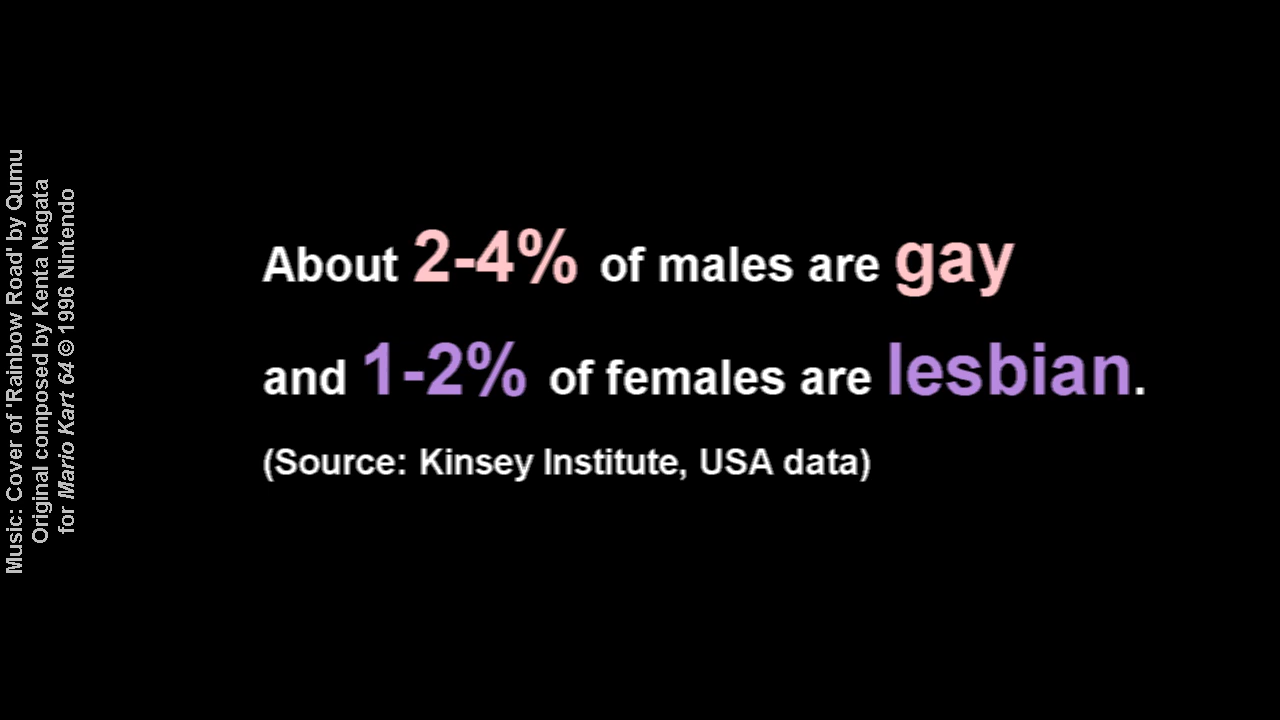 Music: Cover of 'Rainbow Road' by Qumu
Original composed by Kenta Nagata
for Mario Kart 64 © 1996 Nintendo
About 2-4% of males are gay
and 1-2% of females are lesbian.
(Source: Kinsey Institute, USA data)